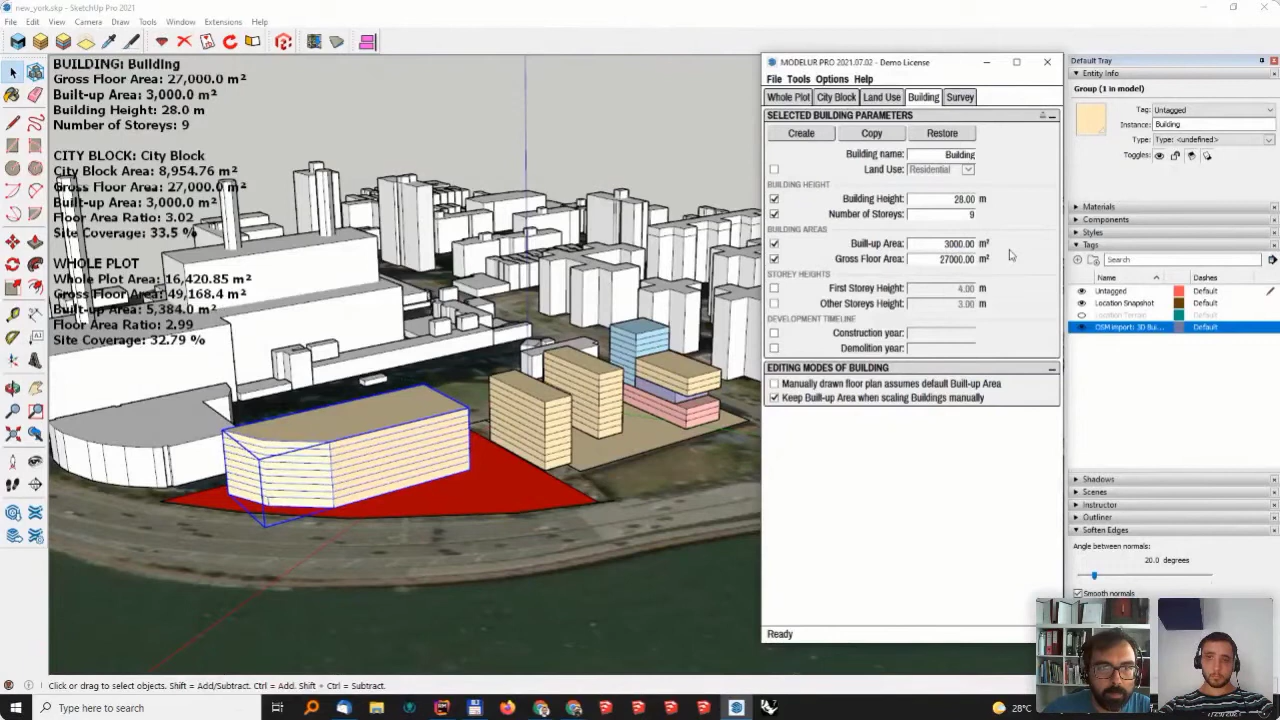 new_york.skp - SketchUp Pro 2021
File Edit View Camera Draw Tools Window Extensions Help
BUILDING: Building
Gross Floor Area: 27,000.0 m²
Built-up Area: 3,000.0 m²
Building Height: 28.0 m
Number of Storeys: 9
CITY BLOCK: City Block
City Block Area: 8,954.76 m²
Gross Floor Area: 27,000.0 m²
Built-up Area: 3,000.0 m²
Floor Area Ratio: 3.02
Site Coverage: 33.5 %
WHOLE PLOT
Whole Plot Area: 16,420.85 m²
Gross Floor Area: 49,168.4 m²
Built-up Area: 5,384.0 m²
Floor Area Ratio: 2.99
Site Coverage: 32.79 %
MODELUR PRO 2021.07.02 - Demo License
File Tools Options Help
Whole Plot City Block Land Use Building Survey
SELECTED BUILDING PARAMETERS
Create Copy Restore
Building name: Building
Land Use: Residential
BUILDING HEIGHT
Building Height: 28.00 m
Number of Storeys: 9
BUILDING AREAS
Built-up Area: 3000.00 m²
Gross Floor Area: 27000.00 m²
STOREY HEIGHTS
First Storey Height: 4.00 m
Other Storeys Height: 3.00 m
DEVELOPMENT TIMELINE
Construction year:
Demolition year:
EDITING MODES OF BUILDING
Manually drawn floor plan assumes default Built-up Area
Keep Built-up Area when scaling Buildings manually
Ready
Default Tray
Entity Info
Group (1 in model)
Tag: Untagged
Instance: Building
Type: Type: <undefined>
Toggles:
Materials
Components
Styles
Tags
Search
Name Dashes
Untagged Default
Location Snapshot Default
Location Terrain Default
OSM Import: 3D Bui... Default
Shadows
Scenes
Instructor
Outliner
Soften Edges
Angle between normals:
20.0 degrees
Smooth normals
Click or drag to select objects. Shift = Add/Subtract. Ctrl = Add. Shift + Ctrl = Subtract.
Type here to search
28°C